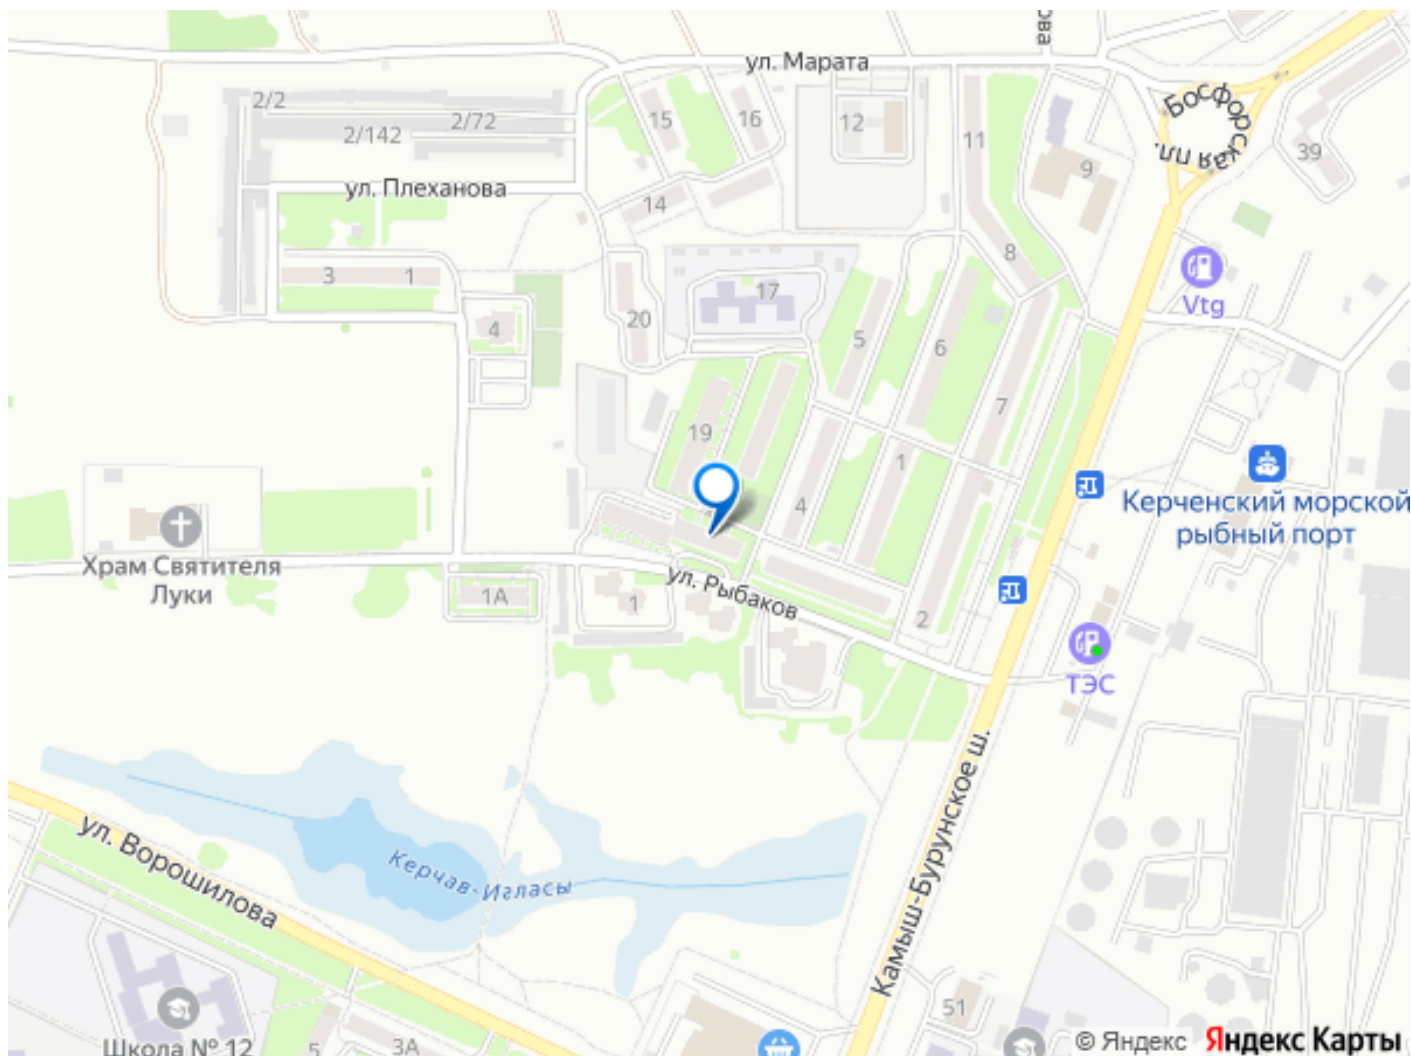 ова
ул. Марата
2/2
2/72
2/142
15
16
12
11
Босфорская пл.
39
9
ул. Плеханова
14
8
3
1
17
Vtg
4
20
5
6
7
19
1
4
Керченский морской
рыбный порт
Храм Святителя
Луки
ул. Рыбаков
1А
1
2
ТЭС
Камыш-Бурунское ш.
ул. Ворошилова
Керчав-Игласы
51
Школа № 12
5
3А
© Яндекс Яндекс Карты